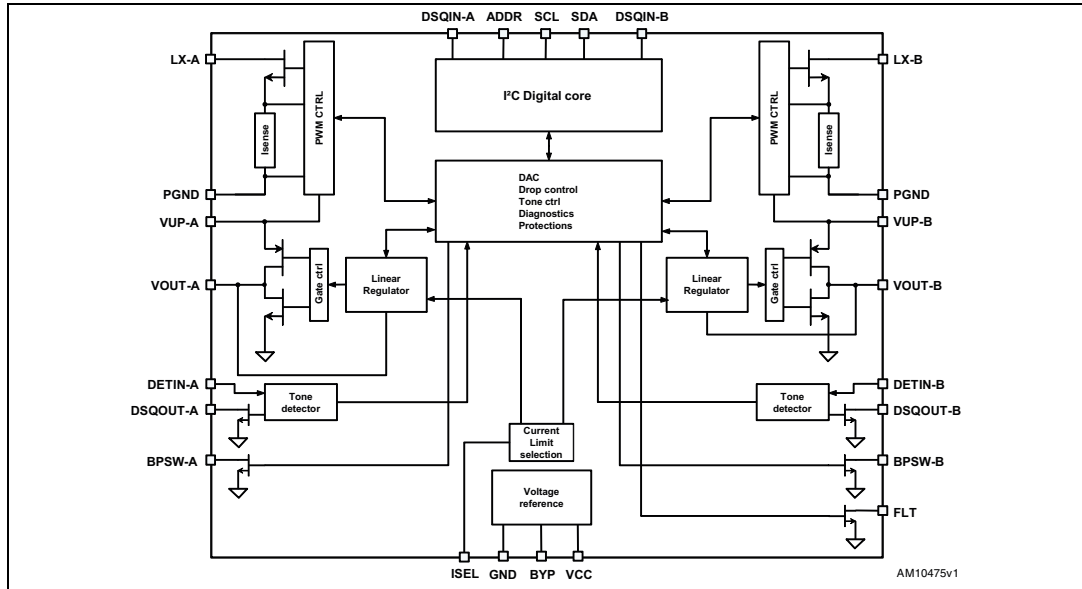 DSQIN-A ADDR SCL SDA DSQIN-B
LX-A
LX-B
I²C Digital core
PWM CTRL
PWM CTRL
Isense
Isense
DAC
Drop control
Tone ctrl
Diagnostics
Protections
PGND
PGND
VUP-A
VUP-B
Gate ctrl
Linear
Regulator
Linear
Regulator
Gate ctrl
VOUT-A
VOUT-B
DETIN-A
DETIN-B
Tone
detector
Tone
detector
DSQOUT-A
DSQOUT-B
Current
Limit
selection
BPSW-A
BPSW-B
Voltage
reference
FLT
ISEL GND BYP VCC
AM10475v1